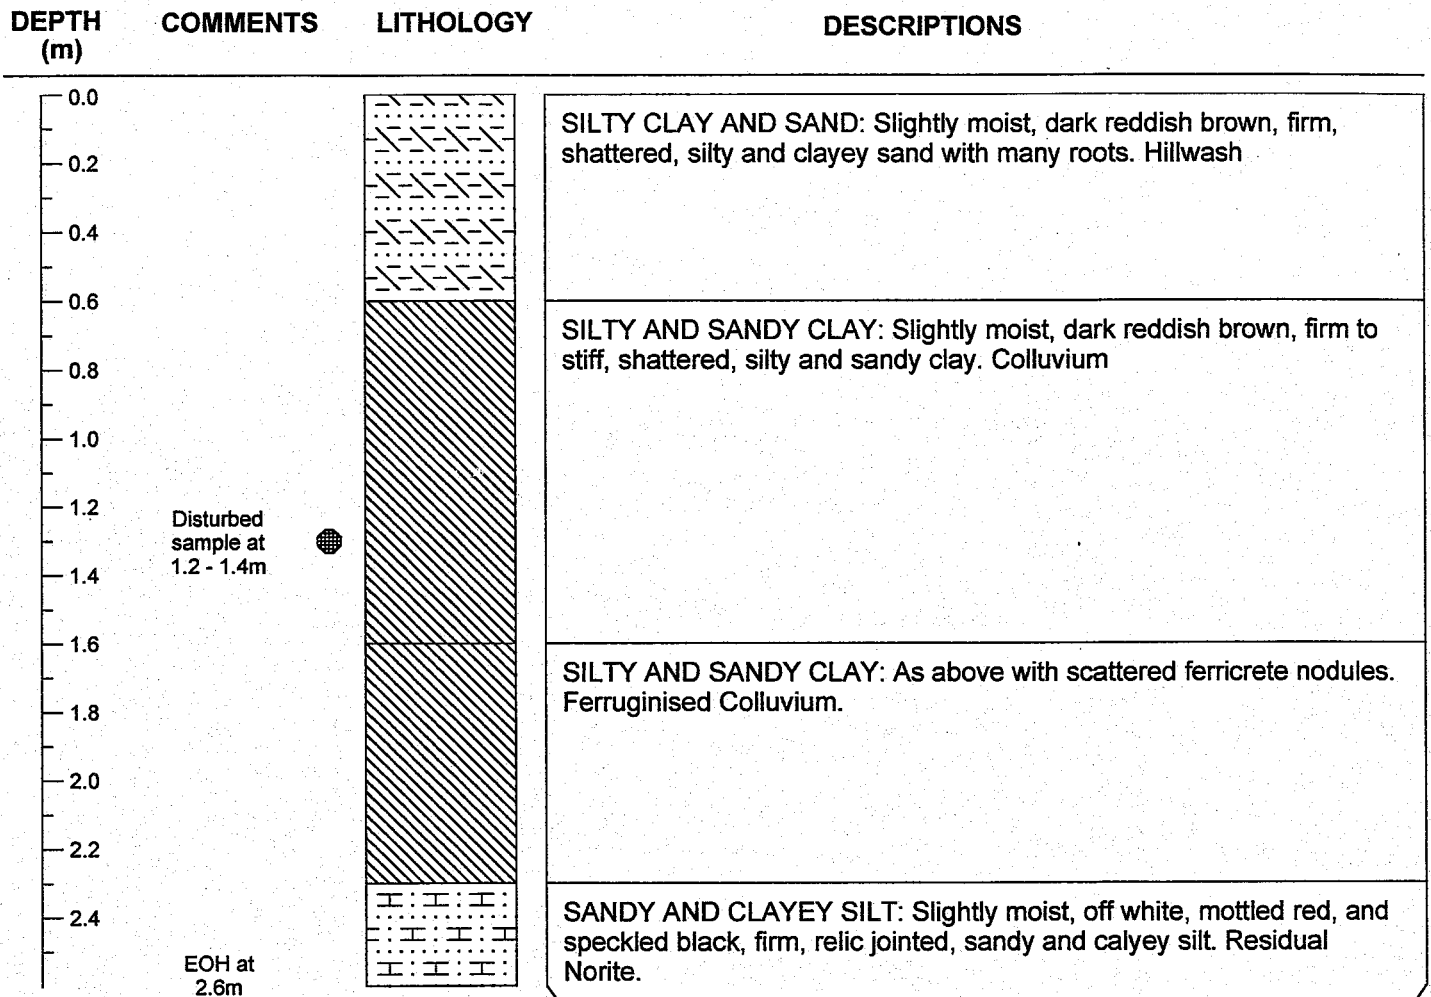 DEPTH (m) COMMENTS LITHOLOGY DESCRIPTIONS
0.0
SILTY CLAY AND SAND: Slightly moist, dark reddish brown, firm,
shattered, silty and clayey sand with many roots. Hillwash
0.2
0.4
0.6
SILTY AND SANDY CLAY: Slightly moist, dark reddish brown, firm to
stiff, shattered, silty and sandy clay. Colluvium
0.8
1.0
1.2
Disturbed
sample at
1.2 - 1.4m
1.4
1.6
SILTY AND SANDY CLAY: As above with scattered ferricrete nodules.
Ferruginised Colluvium.
1.8
2.0
2.2
2.4
SANDY AND CLAYEY SILT: Slightly moist, off white, mottled red, and
speckled black, firm, relic jointed, sandy and calyey silt. Residual
Norite.
EOH at
2.6m